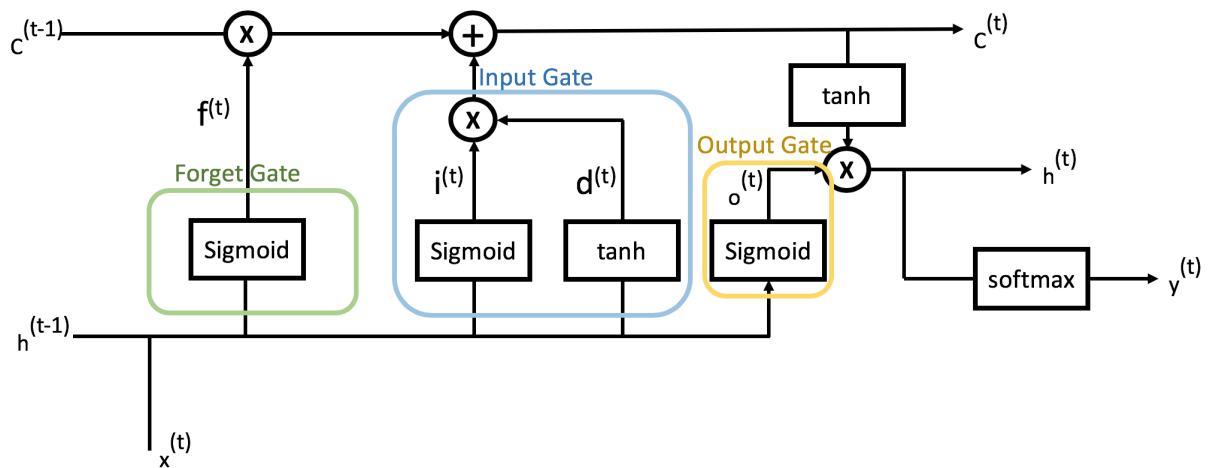 C(t-1)
X
+
C(t)
Input Gate
tanh
f(t)
X
Output Gate
Forget Gate
i(t)
d(t)
o(t)
X
h(t)
Sigmoid
Sigmoid
tanh
Sigmoid
softmax
y(t)
h(t-1)
x(t)